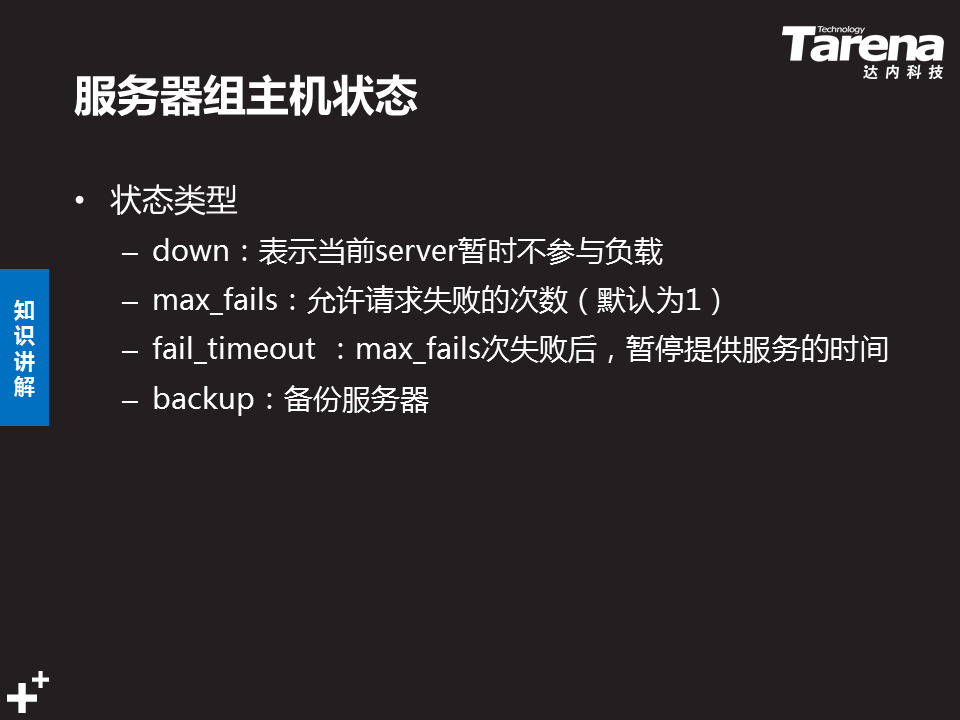 Technology
Tarena
达内科技
服务器组主机状态
• 状态类型
– down：表示当前server暂时不参与负载
– max_fails：允许请求失败的次数（默认为1）
– fail_timeout ：max_fails次失败后，暂停提供服务的时间
– backup：备份服务器
知
识
讲
解